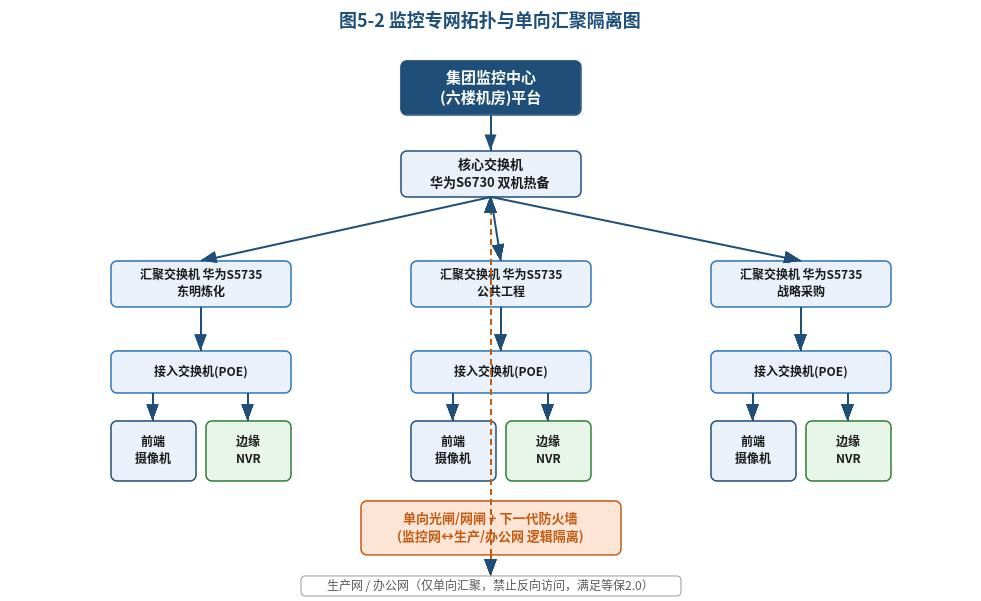 图5-2 监控专网拓扑与单向汇聚隔离图
集团监控中心
(六楼机房)平台
核心交换机
华为S6730 双机热备
汇聚交换机 华为S5735
东明炼化
汇聚交换机 华为S5735
公共工程
汇聚交换机 华为S5735
战略采购
接入交换机(POE)
接入交换机(POE)
接入交换机(POE)
前端
摄像机
边缘
NVR
前端
摄像机
边缘
NVR
前端
摄像机
边缘
NVR
单向光闸/网闸 + 下一代防火墙
(监控网↔生产/办公网 逻辑隔离)
生产网 / 办公网（仅单向汇聚，禁止反向访问，满足等保2.0）